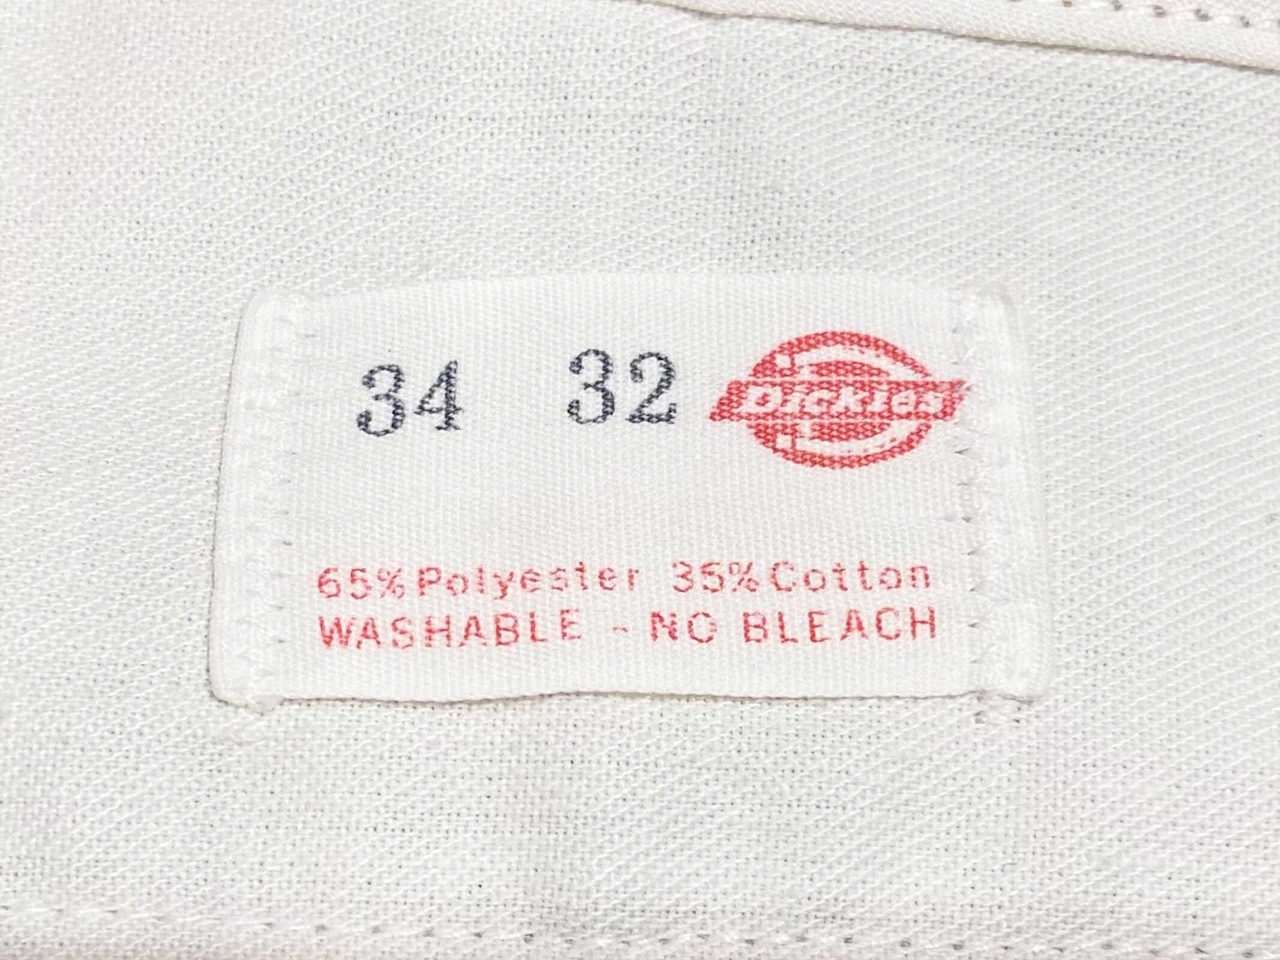 34 32 Dickies
65% Polyester 35% Cotton
WASHABLE - NO BLEACH